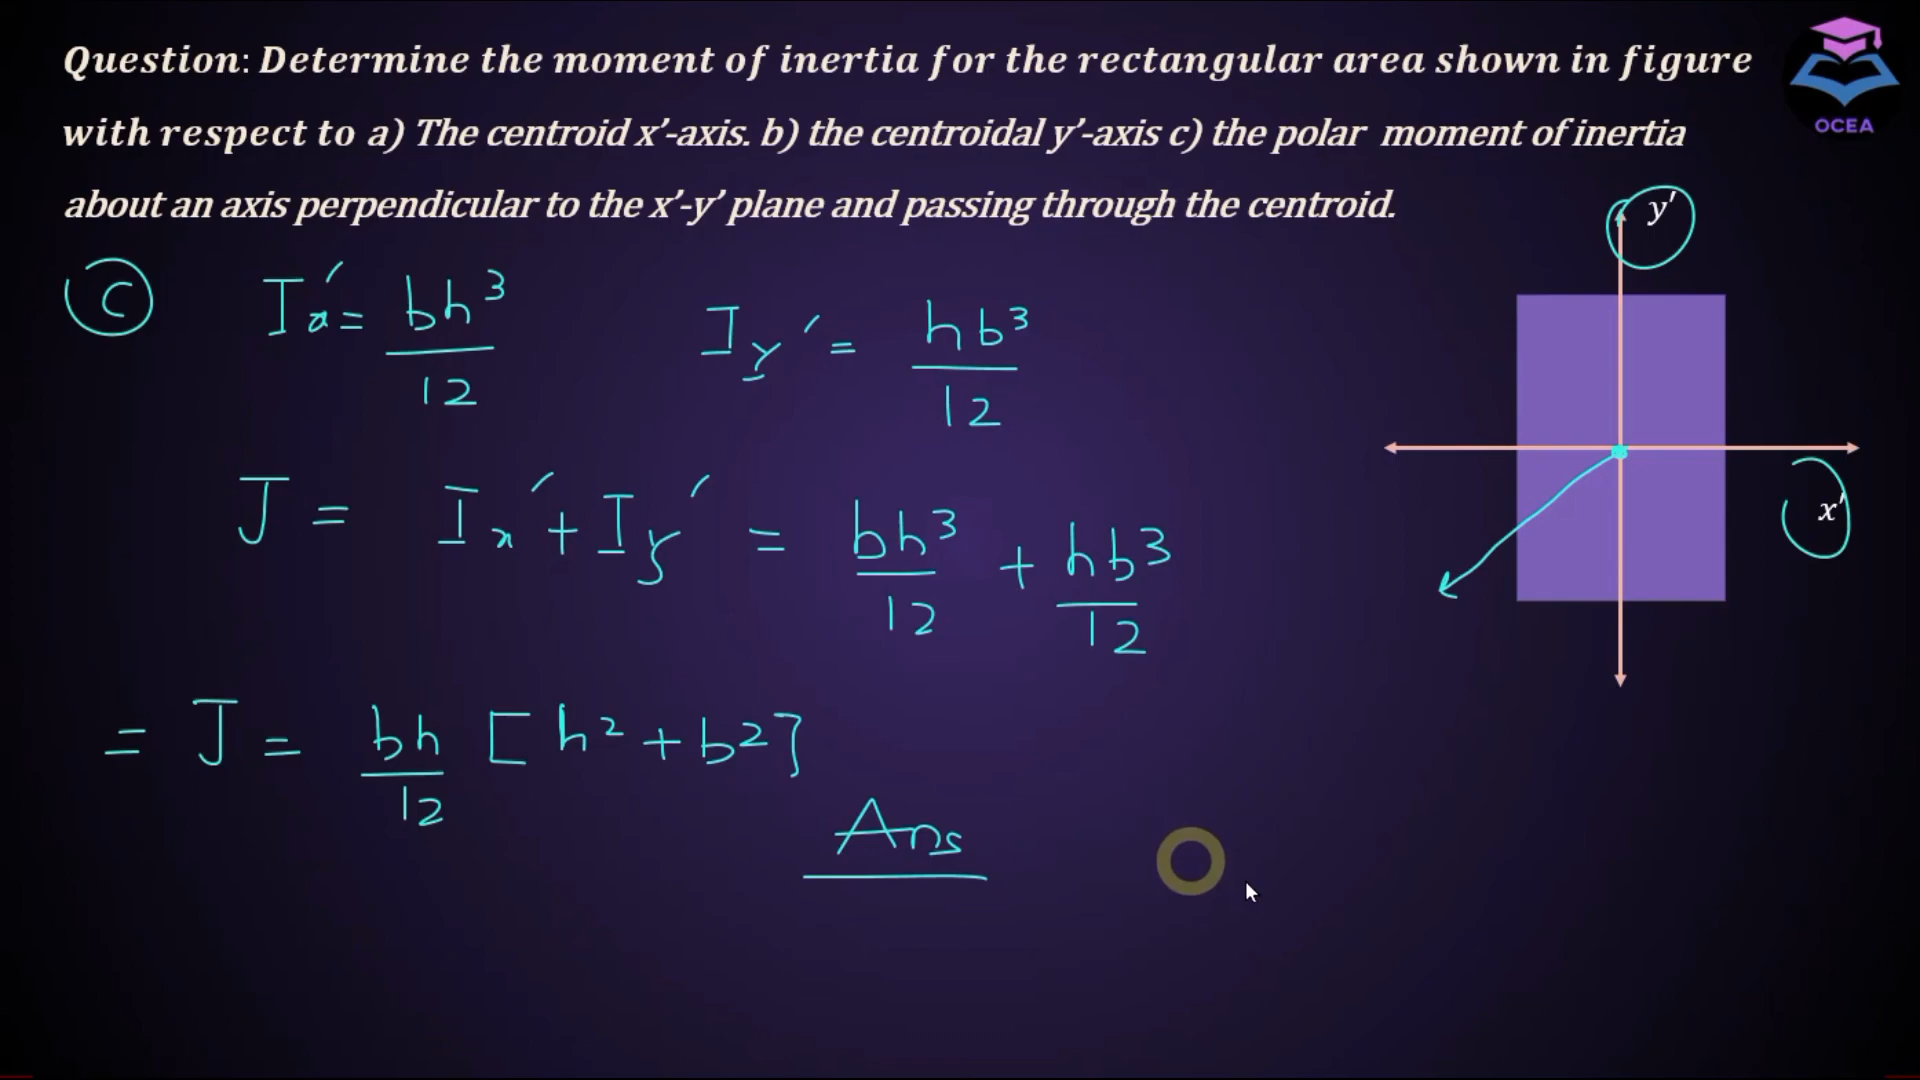 Question: Determine the moment of inertia for the rectangular area shown in figure
with respect to a) The centroid x’-axis. b) the centroidal y’-axis c) the polar moment of inertia
about an axis perpendicular to the x’-y’ plane and passing through the centroid.
OCEA
y'
x'
C
Ix' = bh³/12
Iy' = hb³/12
J = Ix' + Iy' = bh³/12 + hb³/12
= J = bh/12 [h² + b²]
Ans